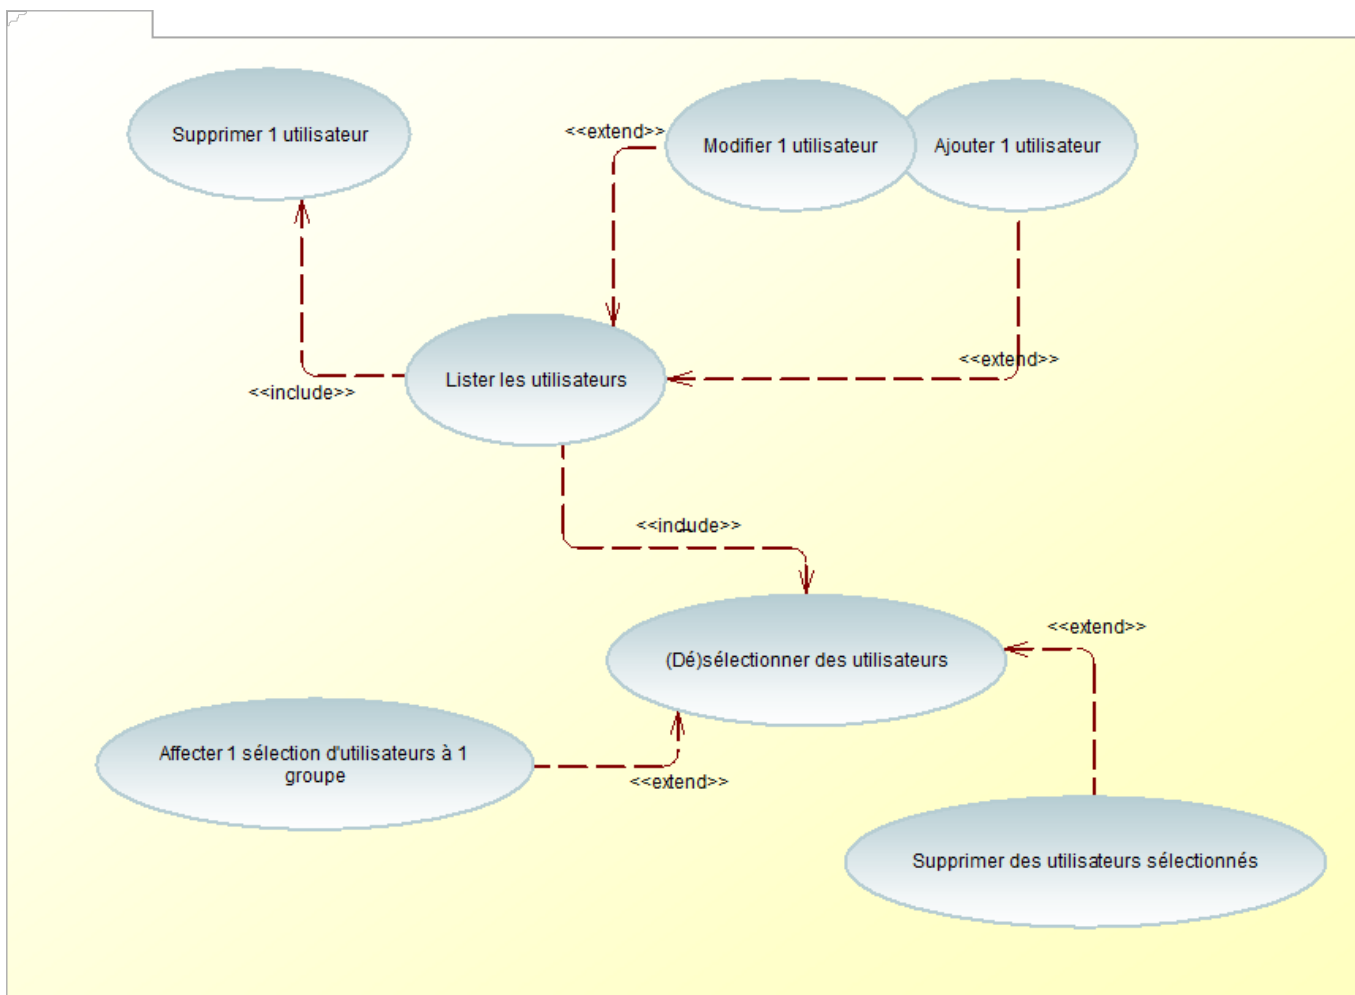 Supprimer 1 utilisateur
<<extend>>
Modifier 1 utilisateur
Ajouter 1 utilisateur
<<extend>>
Lister les utilisateurs
<<include>>
<<include>>
<<extend>>
(Dé)sélectionner des utilisateurs
Affecter 1 sélection d'utilisateurs à 1
groupe
<<extend>>
Supprimer des utilisateurs sélectionnés